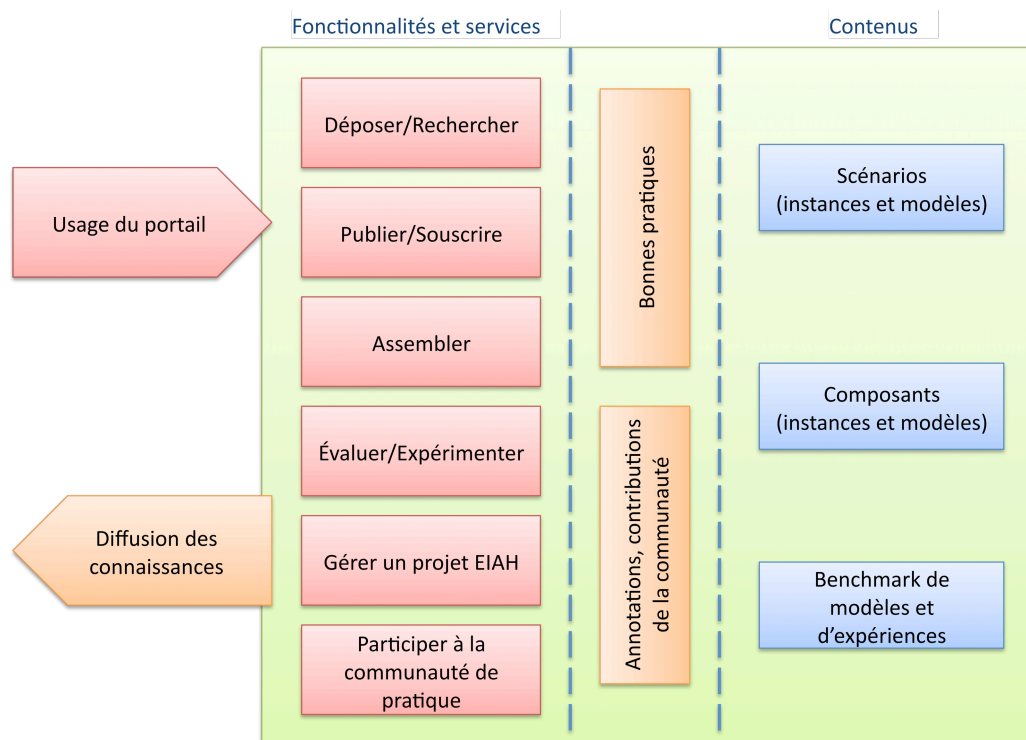 Fonctionnalités et services
Contenus
Usage du portail
Diffusion des
connaissances
Déposer/Rechercher
Publier/Souscrire
Assembler
Évaluer/Expérimenter
Gérer un projet EIAH
Participer à la
communauté de
pratique
Bonnes pratiques
Annotations, contributions
de la communauté
Scénarios
(instances et modèles)
Composants
(instances et modèles)
Benchmark de
modèles et
d’expériences